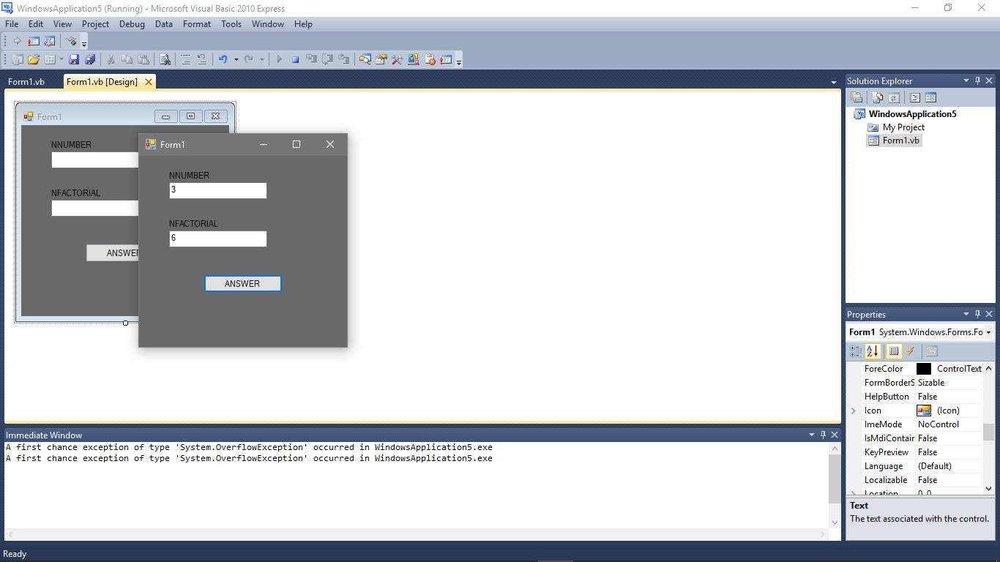 WindowsApplication5 (Running) - Microsoft Visual Basic 2010 Express
File Edit View Project Debug Data Format Tools Window Help
Form1.vb Form1.vb [Design]
Form1
NNUMBER
NFACTORIAL
ANSWER
Form1
NNUMBER
3
NFACTORIAL
6
ANSWER
Solution Explorer
WindowsApplication5
My Project
Form1.vb
Properties
Form1 System.Windows.Forms.Fo
ForeColor ControlText
FormBorderS Sizable
HelpButton False
Icon (Icon)
ImeMode NoControl
IsMdiContair False
KeyPreview False
Language (Default)
Localizable False
Location 0, 0
Text
The text associated with the control.
Immediate Window
A first chance exception of type 'System.OverflowException' occurred in WindowsApplication5.exe
A first chance exception of type 'System.OverflowException' occurred in WindowsApplication5.exe
Ready